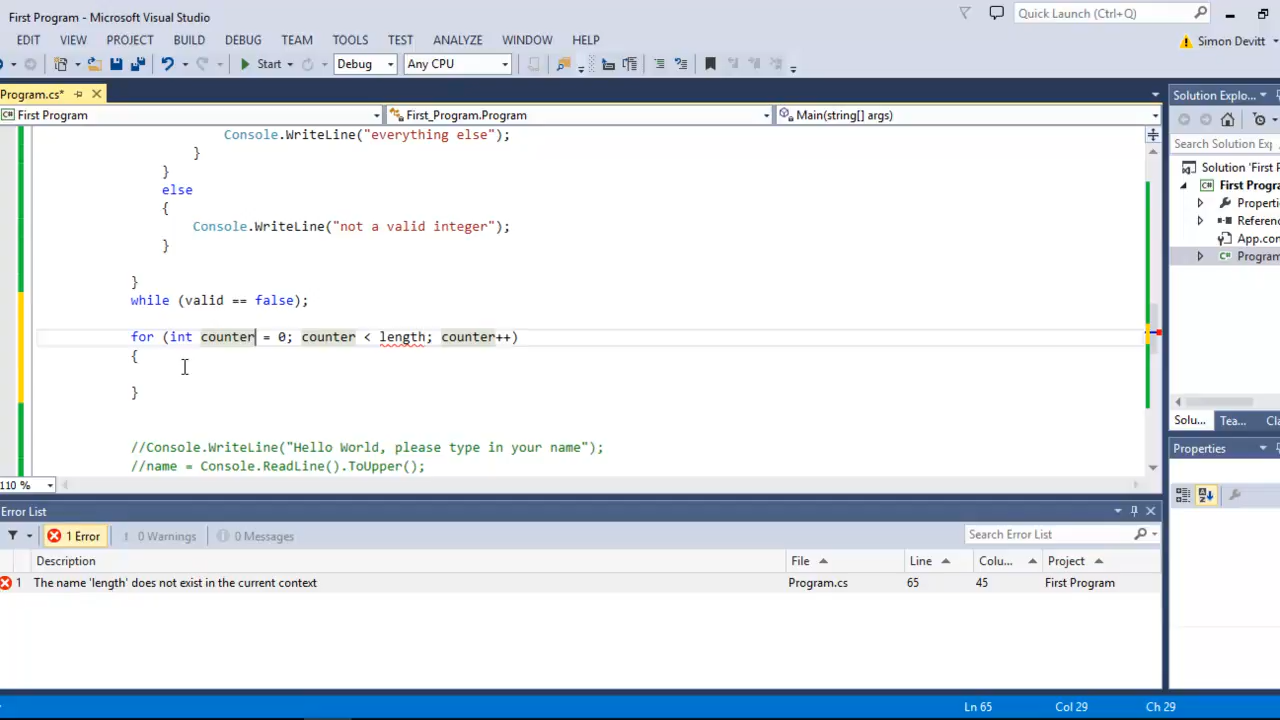 First Program - Microsoft Visual Studio
Quick Launch (Ctrl+Q)
EDIT VIEW PROJECT BUILD DEBUG TEAM TOOLS TEST ANALYZE WINDOW HELP
Simon Devitt
Start Debug Any CPU
Program.cs*
Solution Explo...
First Program First_Program.Program Main(string[] args)
Console.WriteLine("everything else");
}
}
else
{
Console.WriteLine("not a valid integer");
}
}
while (valid == false);
for (int counter = 0; counter < length; counter++)
{
}
//Console.WriteLine("Hello World, please type in your name");
//name = Console.ReadLine().ToUpper();
110 %
Search Solution Exp
Solution 'First P
First Progra
Properti
Referenc
App.con
Program
Solu... Tea... Cla
Properties
Error List
1 Error 0 Warnings 0 Messages
Search Error List
Description File Line Colu... Project
1 The name 'length' does not exist in the current context Program.cs 65 45 First Program
Ln 65 Col 29 Ch 29